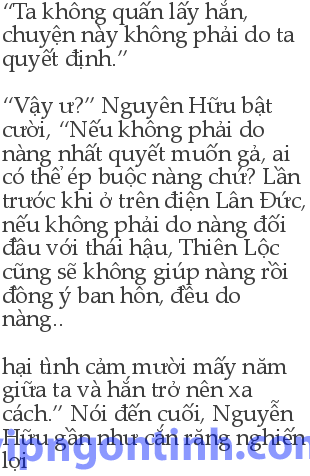 “Ta không quấn lấy hắn,
chuyện này không phải do ta
quyết định.”
“Vậy ư?” Nguyên Hữu bật
cười, “Nếu không phải do
nàng nhất quyết muốn gả, ai
có thể ép buộc nàng chứ? Lần
trước khi ở trên điện Lân Đức,
nếu không phải do nàng đối
đầu với thái hậu, Thiên Lộc
cũng sẽ không giúp nàng rồi
đồng ý ban hôn, đều do
nàng..
hại tình cảm mười mấy năm
giữa ta và hắn trở nên xa
cách.” Nói đến cuối, Nguyễn
Hữu gần như cắn răng nghiến
lợi
vipngontinh.com